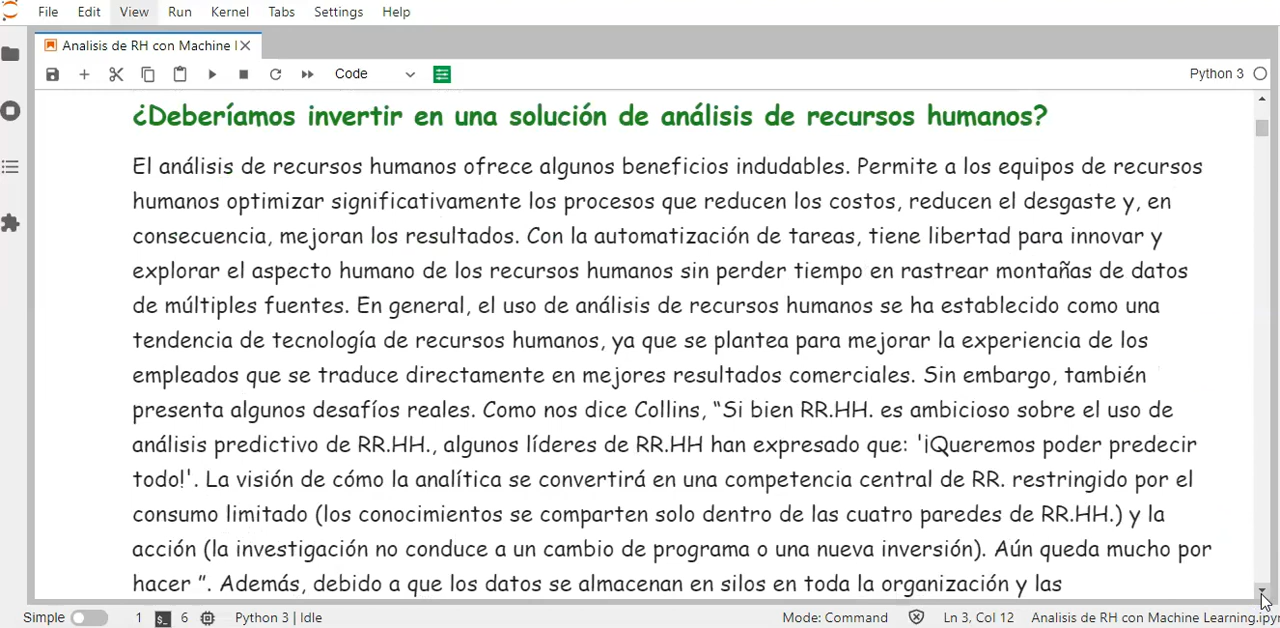 File Edit View Run Kernel Tabs Settings Help
Analisis de RH con Machine l
Code
Python 3
¿Deberíamos invertir en una solución de análisis de recursos humanos?
El análisis de recursos humanos ofrece algunos beneficios indudables. Permite a los equipos de recursos
humanos optimizar significativamente los procesos que reducen los costos, reducen el desgaste y, en
consecuencia, mejoran los resultados. Con la automatización de tareas, tiene libertad para innovar y
explorar el aspecto humano de los recursos humanos sin perder tiempo en rastrear montañas de datos
de múltiples fuentes. En general, el uso de análisis de recursos humanos se ha establecido como una
tendencia de tecnología de recursos humanos, ya que se plantea para mejorar la experiencia de los
empleados que se traduce directamente en mejores resultados comerciales. Sin embargo, también
presenta algunos desafíos reales. Como nos dice Collins, “Si bien RR.HH. es ambicioso sobre el uso de
análisis predictivo de RR.HH., algunos líderes de RR.HH han expresado que: '¡Queremos poder predecir
todo!'. La visión de cómo la analítica se convertirá en una competencia central de RR. restringido por el
consumo limitado (los conocimientos se comparten solo dentro de las cuatro paredes de RR.HH.) y la
acción (la investigación no conduce a un cambio de programa o una nueva inversión). Aún queda mucho por
hacer ”. Además, debido a que los datos se almacenan en silos en toda la organización y las
Simple 1 6 Python 3 | Idle Mode: Command Ln 3, Col 12 Analisis de RH con Machine Learning.ipyn